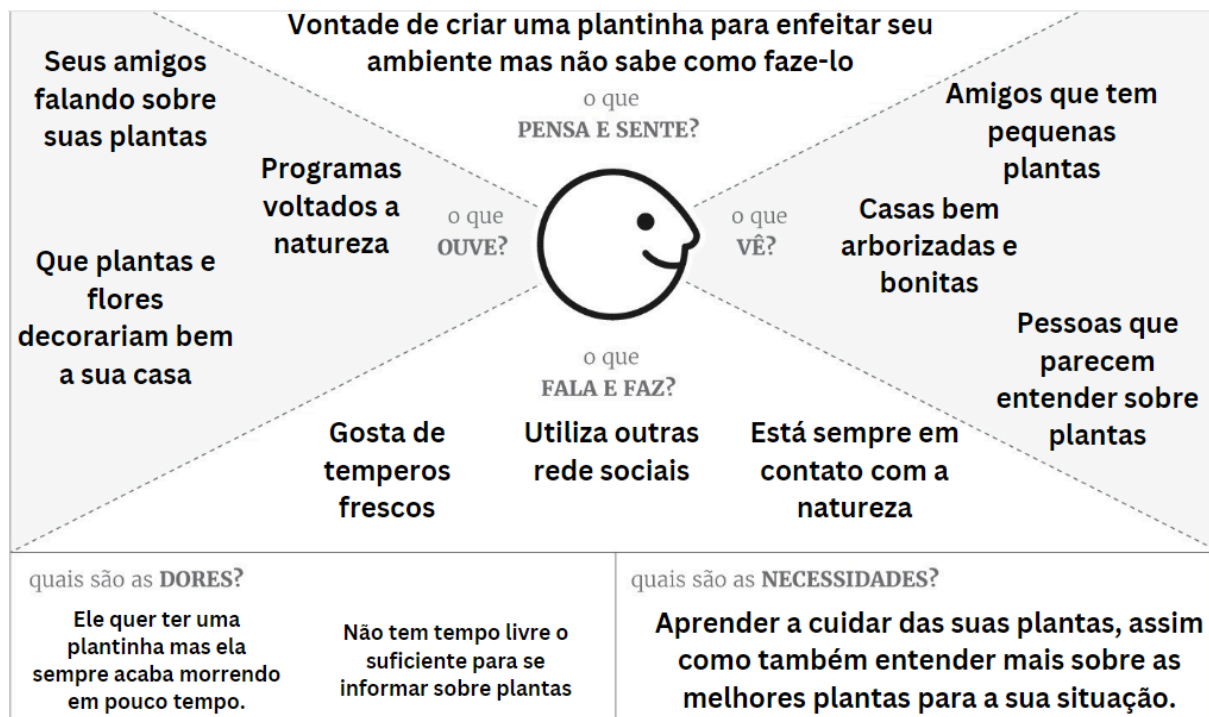 Vontade de criar uma plantinha para enfeitar seu
ambiente mas não sabe como faze-lo
o que
PENSA E SENTE?
Seus amigos
falando sobre
suas plantas
Programas
voltados a
natureza
Que plantas e
flores
decorariam bem
a sua casa
o que
OUVE?
o que
VÊ?
Amigos que tem
pequenas
plantas
Casas bem
arborizadas e
bonitas
Pessoas que
parecem
entender sobre
plantas
o que
FALA E FAZ?
Gosta de
temperos
frescos
Utiliza outras
rede sociais
Está sempre em
contato com a
natureza
quais são as DORES?
Ele quer ter uma
plantinha mas ela
sempre acaba morrendo
em pouco tempo.
Não tem tempo livre o
suficiente para se
informar sobre plantas
quais são as NECESSIDADES?
Aprender a cuidar das suas plantas, assim
como também entender mais sobre as
melhores plantas para a sua situação.